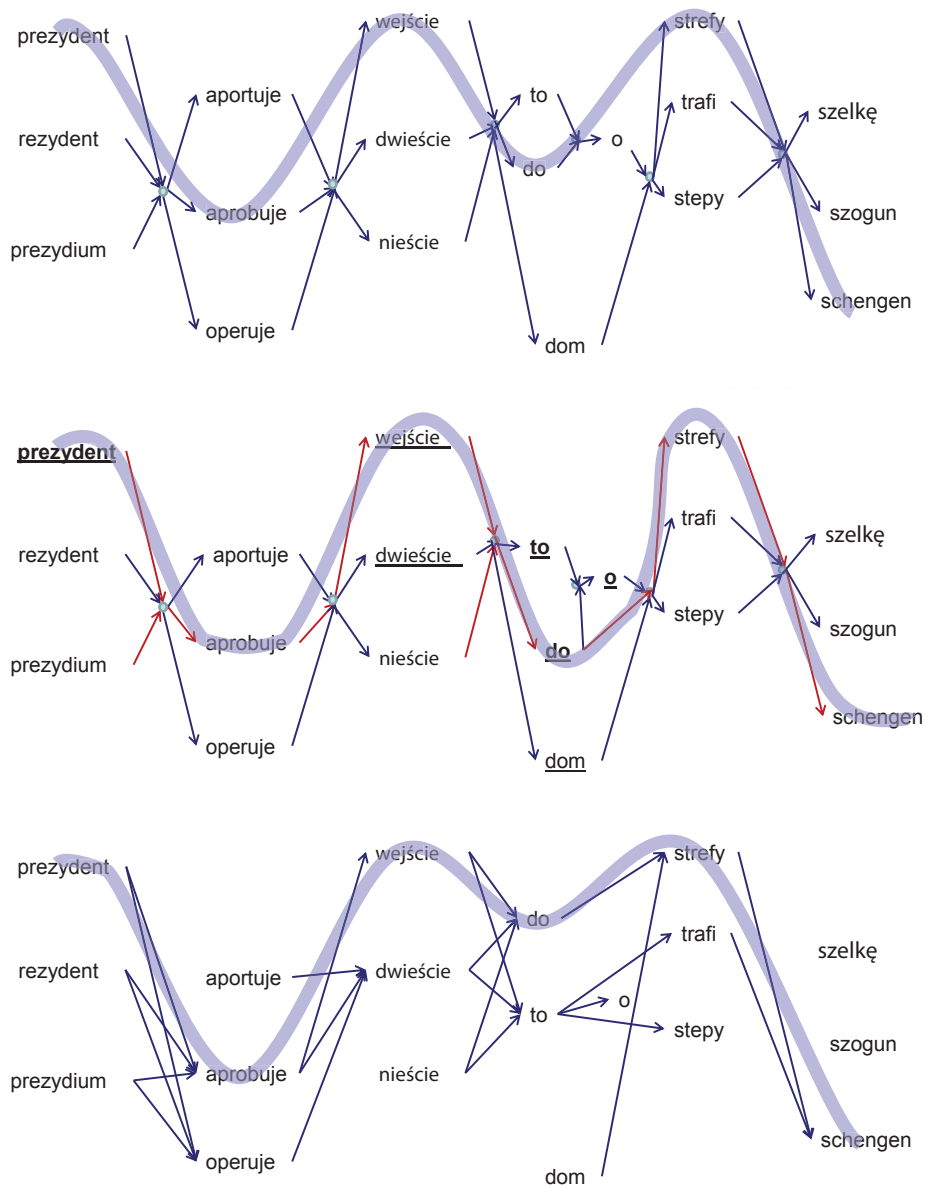 prezydent
wejście
strefy
aportuje
to
trafi
szelkę
rezydent
dwieście
o
do
stepy
aprobuje
szogun
nieście
prezydium
schengen
operuje
dom
prezydent
wejście
strefy
trafi
szelkę
rezydent
aportuje
dwieście
to
o
stepy
szogun
aprobuje
do
nieście
prezydium
schengen
operuje
dom
prezydent
wejście
strefy
do
trafi
szelkę
rezydent
aportuje
dwieście
o
to
stepy
szogun
prezydium
aprobuje
nieście
schengen
operuje
dom